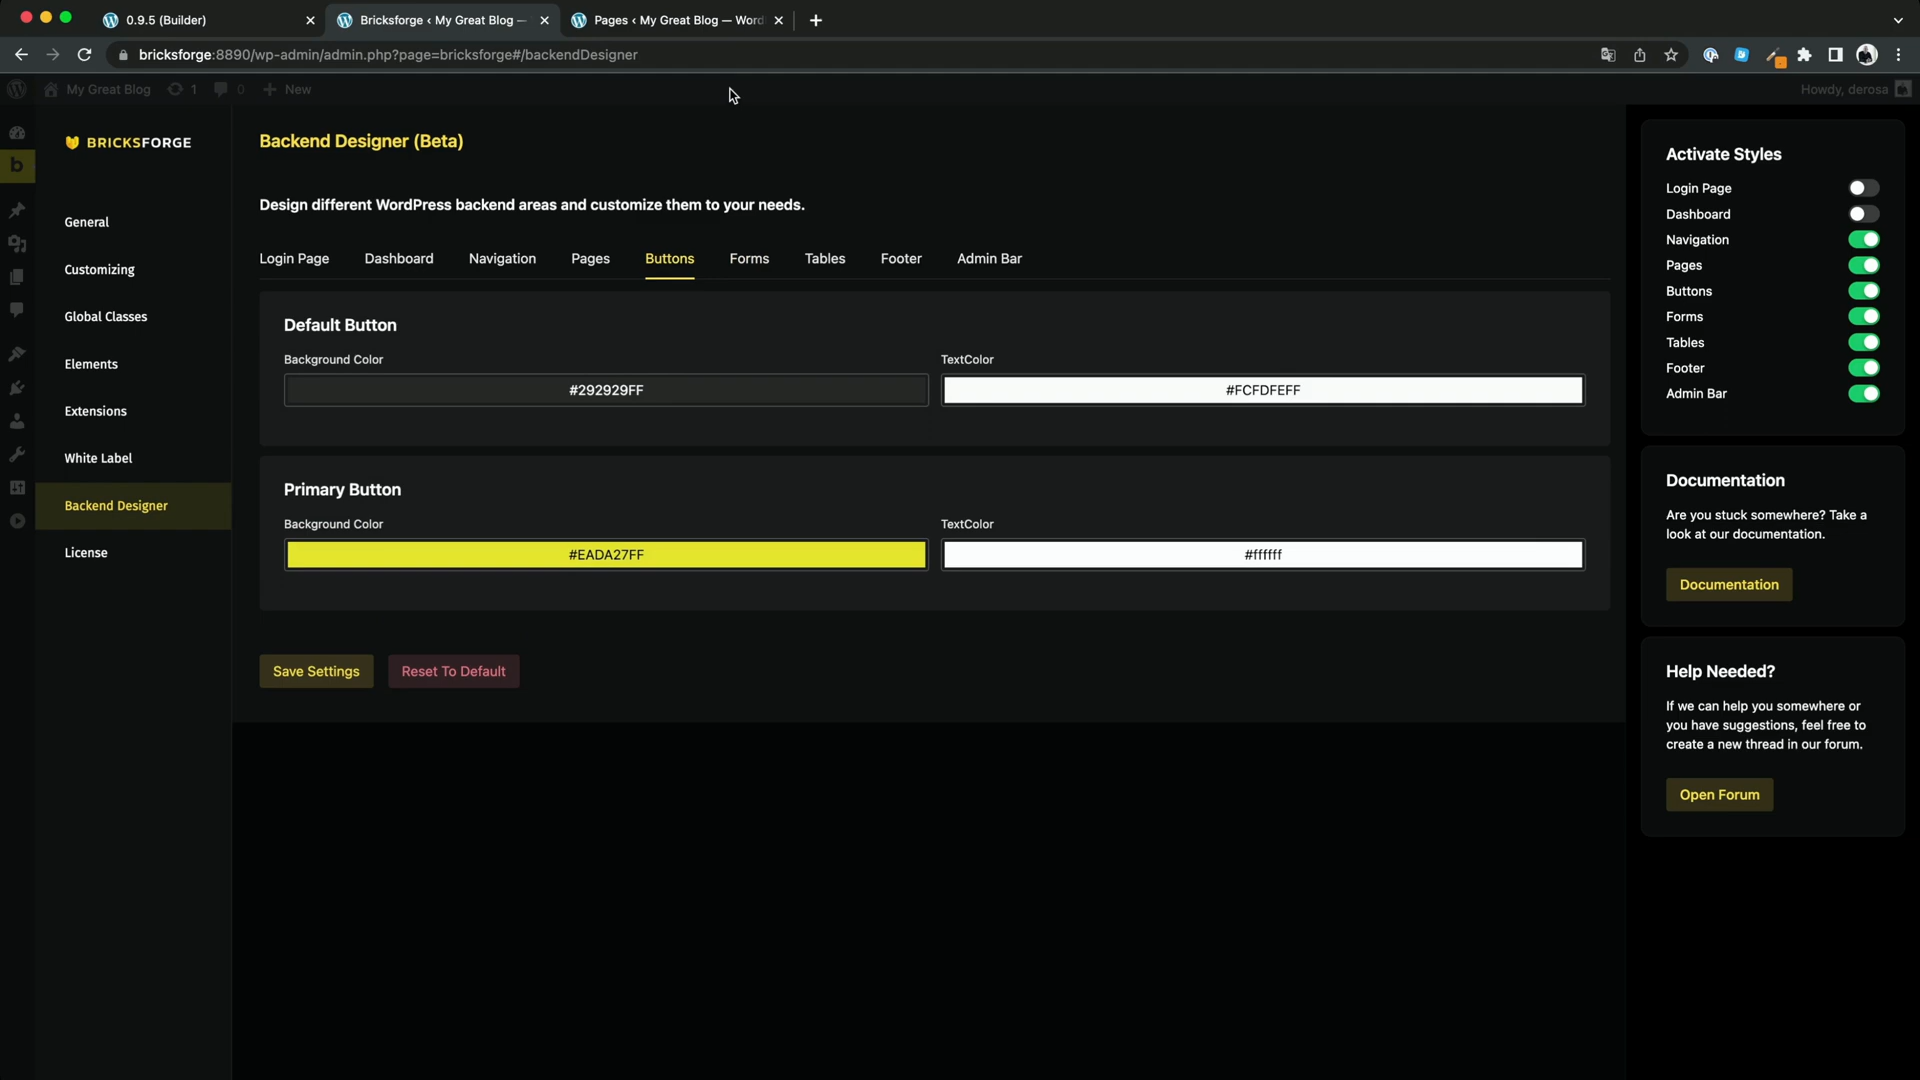 0.9.5 (Builder)
Bricksforge ‹ My Great Blog —
Pages ‹ My Great Blog — Word
bricksforge:8890/wp-admin/admin.php?page=bricksforge#/backendDesigner
My Great Blog
1
0
New
Howdy, derosa
BRICKSFORGE
General
Customizing
Global Classes
Elements
Extensions
White Label
Backend Designer
License
Backend Designer (Beta)
Design different WordPress backend areas and customize them to your needs.
Login Page Dashboard Navigation Pages Buttons Forms Tables Footer Admin Bar
Default Button
Background Color TextColor
#292929FF #FCFDFEFF
Primary Button
Background Color TextColor
#EADA27FF #ffffff
Save Settings Reset To Default
Activate Styles
Login Page
Dashboard
Navigation
Pages
Buttons
Forms
Tables
Footer
Admin Bar
Documentation
Are you stuck somewhere? Take a
look at our documentation.
Documentation
Help Needed?
If we can help you somewhere or
you have suggestions, feel free to
create a new thread in our forum.
Open Forum